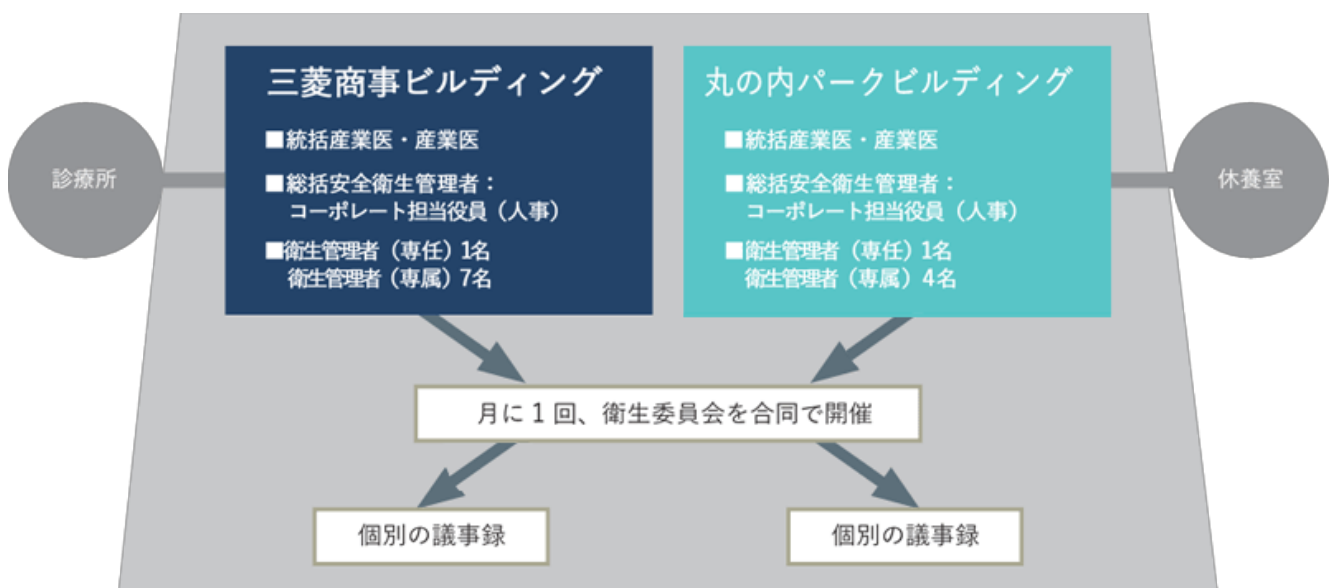 三菱商事ビルディング
■統括産業医・産業医
■総括安全衛生管理者：
コーポレート担当役員（人事）
■衛生管理者（専任）1名
衛生管理者（専属）7名
丸の内パークビルディング
■統括産業医・産業医
■総括安全衛生管理者：
コーポレート担当役員（人事）
■衛生管理者（専任）1名
衛生管理者（専属）4名
診療所
休養室
月に１回、衛生委員会を合同で開催
個別の議事録
個別の議事録